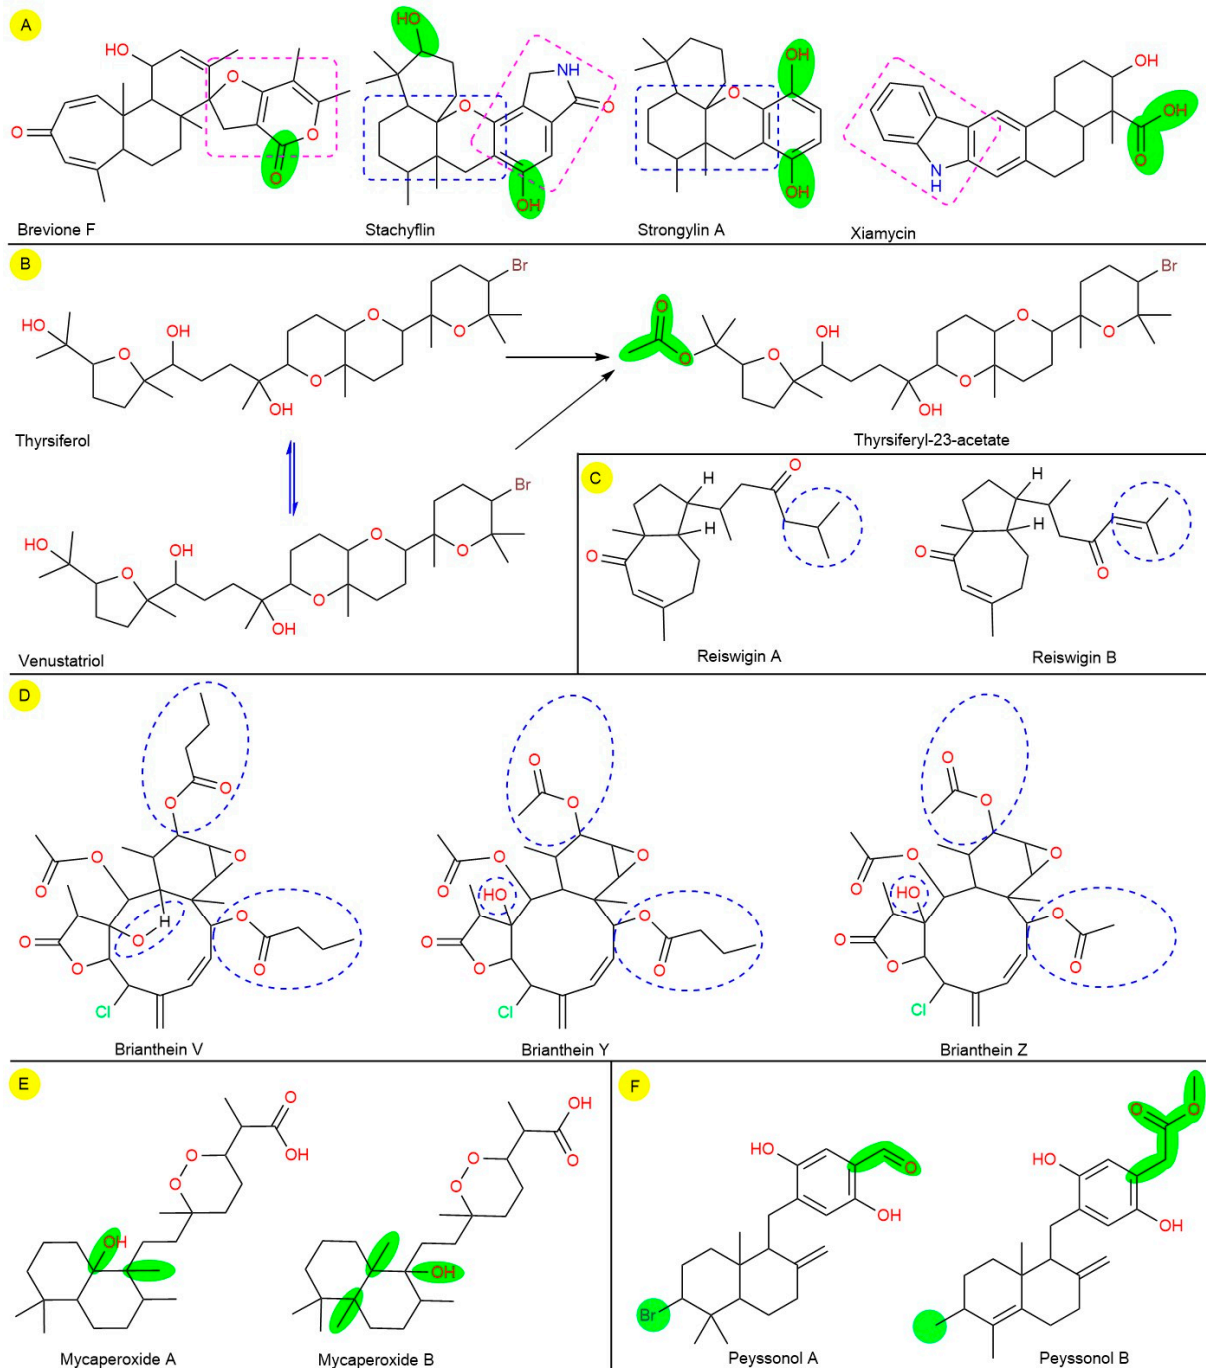 A
HO
O
O
O
O
Brevione F
HO
NH
O
O
OH
Stachyflin
OH
O
OH
Strongylin A
OH
OH
O
N
H
Xiamycin
B
Br
HO
OH
O
O
O
O
OH
Thyrsiferol
Br
O
O
OH
O
O
O
O
OH
Thyrsiferyl-23-acetate
Br
HO
OH
O
O
O
O
OH
Venustatriol
C
O
H
H
O
Reiswigin A
H
H
O
O
Reiswigin B
D
O
O
O
O
O
H
O
O
O
O
O
Cl
Brianthein V
O
O
O
O
O
HO
O
O
O
O
Cl
Brianthein Y
O
O
O
O
O
HO
O
O
O
O
Cl
Brianthein Z
E
O
OH
O
O
OH
Mycaperoxide A
OH
O
O
O
OH
Mycaperoxide B
F
HO
O
OH
Br
Peyssonol A
O
O
HO
OH
Peyssonol B